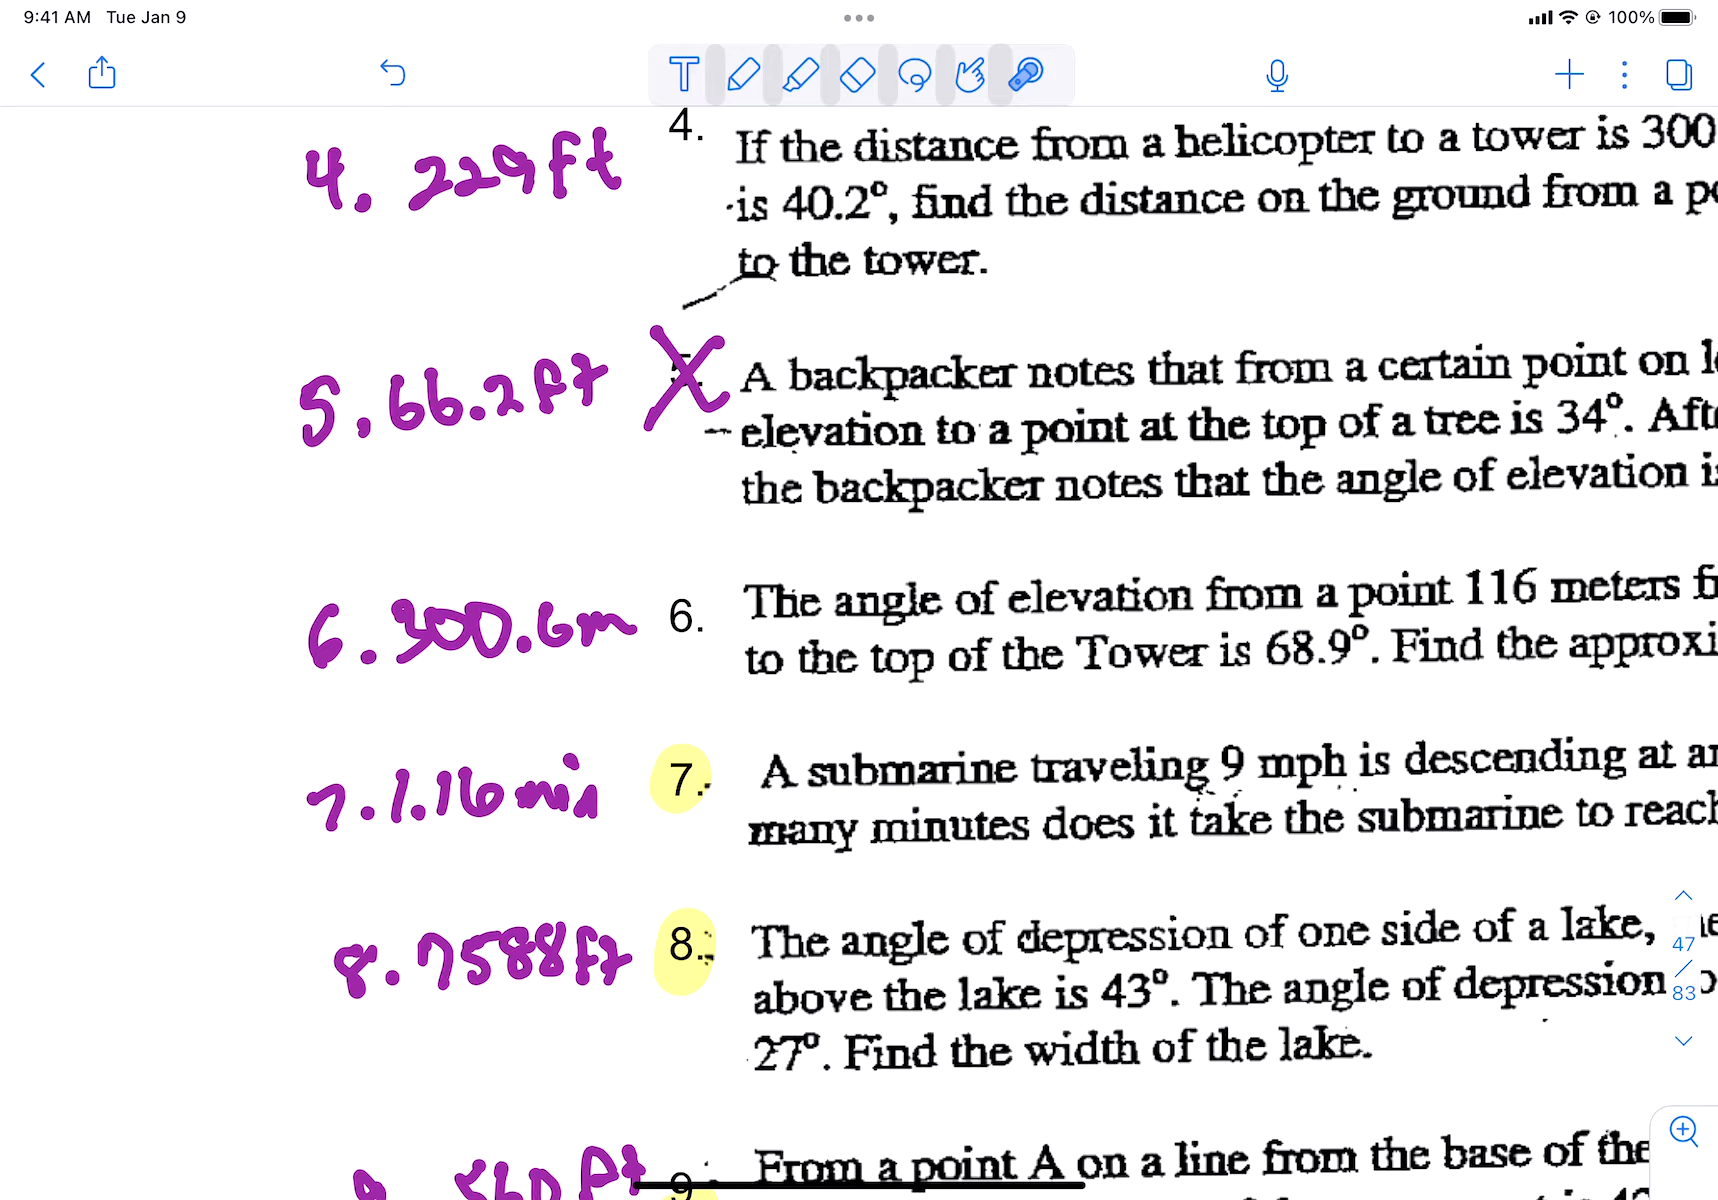 9:41 AM Tue Jan 9
100%
T
4. 229ft
4. If the distance from a helicopter to a tower is 300
is 40.2°, find the distance on the ground from a
to the tower.
5. 66.2ft
A backpacker notes that from a certain point on
elevation to a point at the top of a tree is 34°.
the backpacker notes that the angle of elevation
6. 300.6m
6. The angle of elevation from a point 116 meters
to the top of the Tower is 68.9°. Find the
7. 1.16 min
7. A submarine traveling 9 mph is descending at
many minutes does it take the submarine to
8. 7588ft
8. The angle of depression of one side of a lake,
above the lake is 43°. The angle of depression
27°. Find the width of the lake.
47
/
83
560 ft
9 From a point A on a line from the base of the